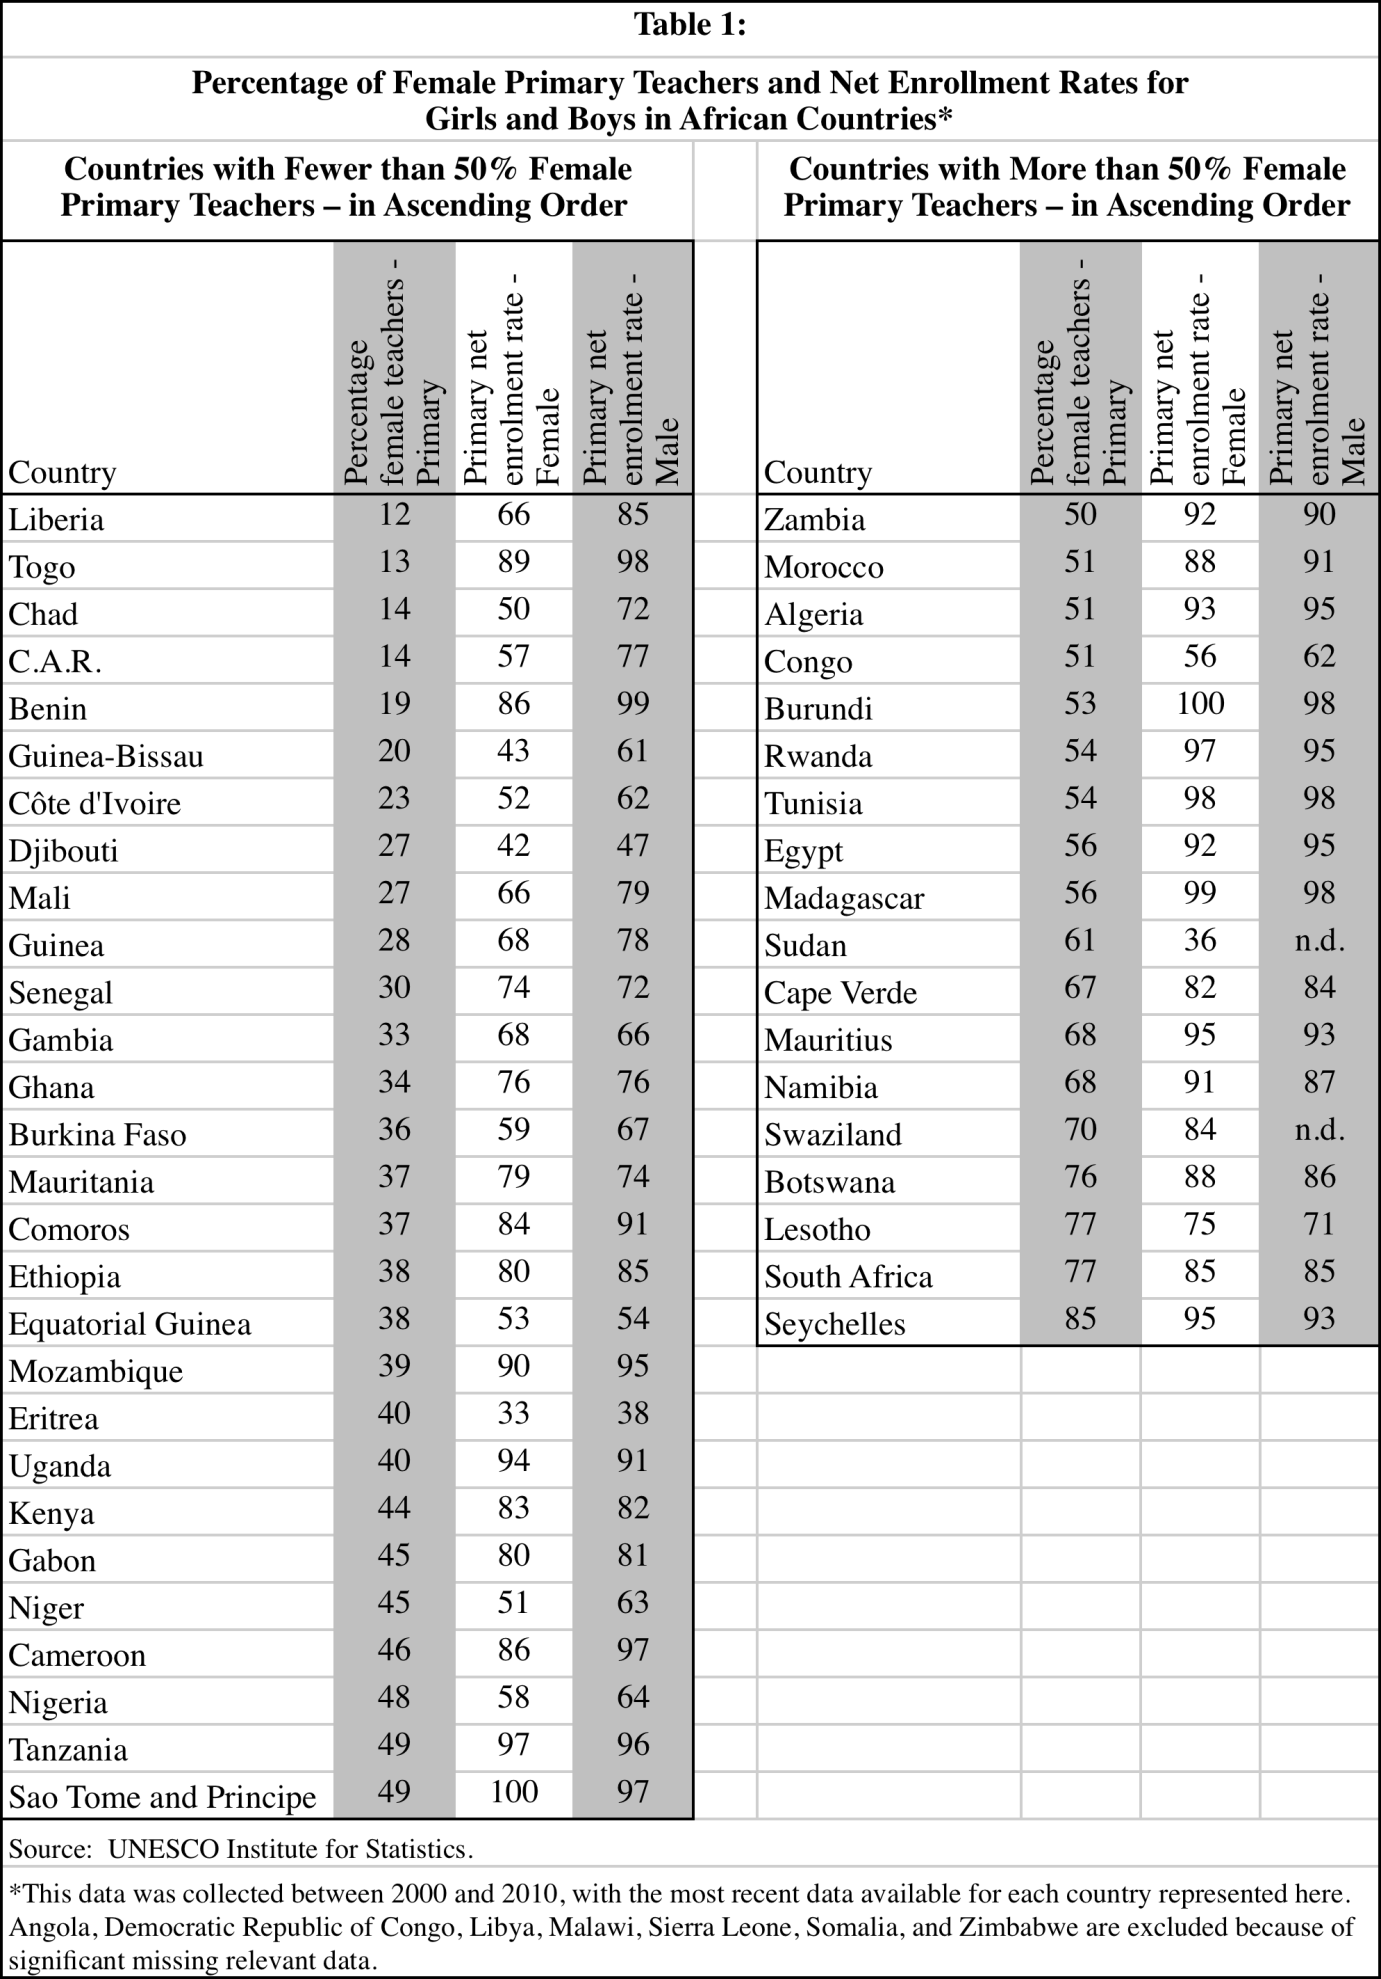 Table 1:
Percentage of Female Primary Teachers and Net Enrollment Rates for
Girls and Boys in African Countries*
Countries with Fewer than 50% Female
Primary Teachers – in Ascending Order
Country
Percentage
female teachers -
Primary
Primary net
enrolment rate -
Female
Primary net
enrolment rate -
Male
Liberia 12 66 85
Togo 13 89 98
Chad 14 50 72
C.A.R. 14 57 77
Benin 19 86 99
Guinea-Bissau 20 43 61
Côte d'Ivoire 23 52 62
Djibouti 27 42 47
Mali 27 66 79
Guinea 28 68 78
Senegal 30 74 72
Gambia 33 68 66
Ghana 34 76 76
Burkina Faso 36 59 67
Mauritania 37 79 74
Comoros 37 84 91
Ethiopia 38 80 85
Equatorial Guinea 38 53 54
Mozambique 39 90 95
Eritrea 40 33 38
Uganda 40 94 91
Kenya 44 83 82
Gabon 45 80 81
Niger 45 51 63
Cameroon 46 86 97
Nigeria 48 58 64
Tanzania 49 97 96
Sao Tome and Principe 49 100 97
Countries with More than 50% Female
Primary Teachers – in Ascending Order
Country
Percentage
female teachers -
Primary
Primary net
enrolment rate -
Female
Primary net
enrolment rate -
Male
Zambia 50 92 90
Morocco 51 88 91
Algeria 51 93 95
Congo 51 56 62
Burundi 53 100 98
Rwanda 54 97 95
Tunisia 54 98 98
Egypt 56 92 95
Madagascar 56 99 98
Sudan 61 36 n.d.
Cape Verde 67 82 84
Mauritius 68 95 93
Namibia 68 91 87
Swaziland 70 84 n.d.
Botswana 76 88 86
Lesotho 77 75 71
South Africa 77 85 85
Seychelles 85 95 93
Source: UNESCO Institute for Statistics.
*This data was collected between 2000 and 2010, with the most recent data available for each country represented here.
Angola, Democratic Republic of Congo, Libya, Malawi, Sierra Leone, Somalia, and Zimbabwe are excluded because of
significant missing relevant data.